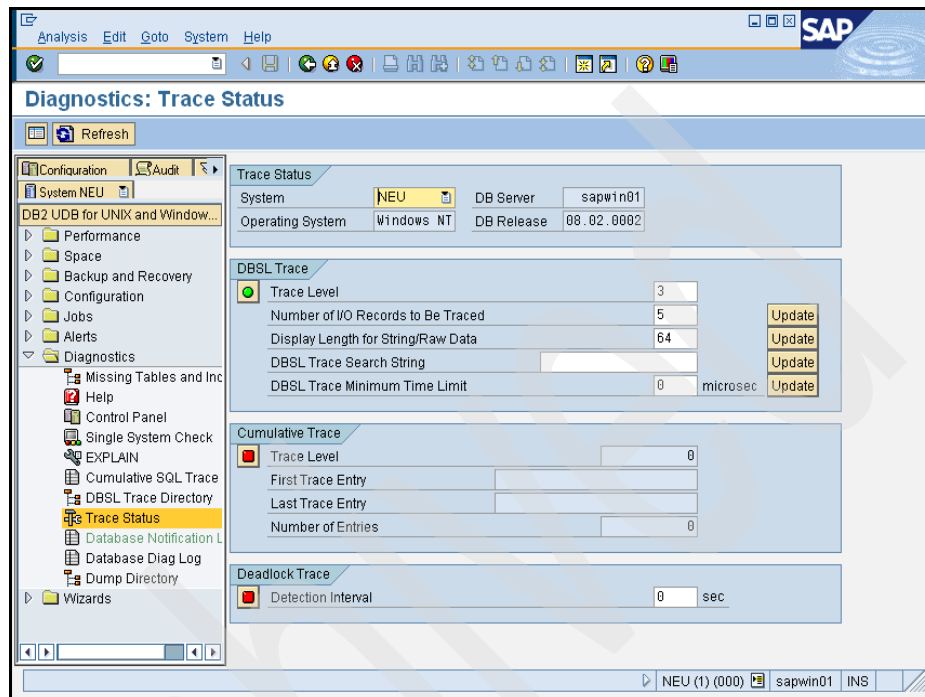 Analysis Edit Goto System Help
SAP
Diagnostics: Trace Status
Refresh
Configuration Audit
System NEU
DB2 UDB for UNIX and Window...
Performance
Space
Backup and Recovery
Configuration
Jobs
Alerts
Diagnostics
Missing Tables and Inc
Help
Control Panel
Single System Check
EXPLAIN
Cumulative SQL Trace
DBSL Trace Directory
Trace Status
Database Notification L
Database Diag Log
Dump Directory
Wizards
Trace Status
System NEU DB Server sapwin01
Operating System Windows NT DB Release 08.02.0002
DBSL Trace
Trace Level 3
Number of I/O Records to Be Traced 5 Update
Display Length for String/Raw Data 64 Update
DBSL Trace Search String Update
DBSL Trace Minimum Time Limit 0 microsec Update
Cumulative Trace
Trace Level 0
First Trace Entry
Last Trace Entry
Number of Entries 0
Deadlock Trace
Detection Interval 0 sec
NEU (1) (000) sapwin01 INS